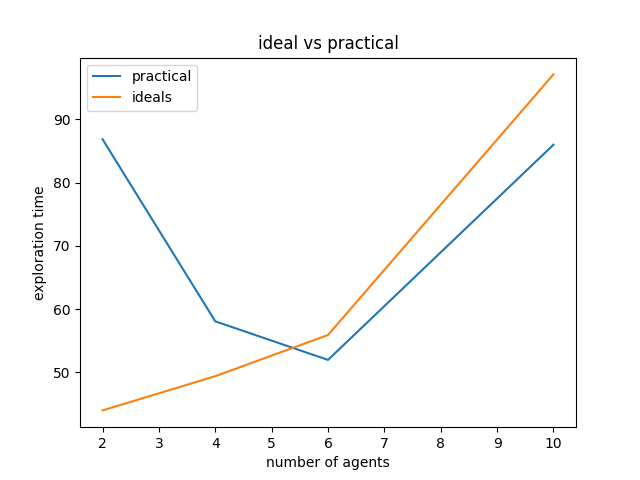 ideal vs practical
practical
ideals
90
80
70
60
50
exploration time
2 3 4 5 6 7 8 9 10
number of agents